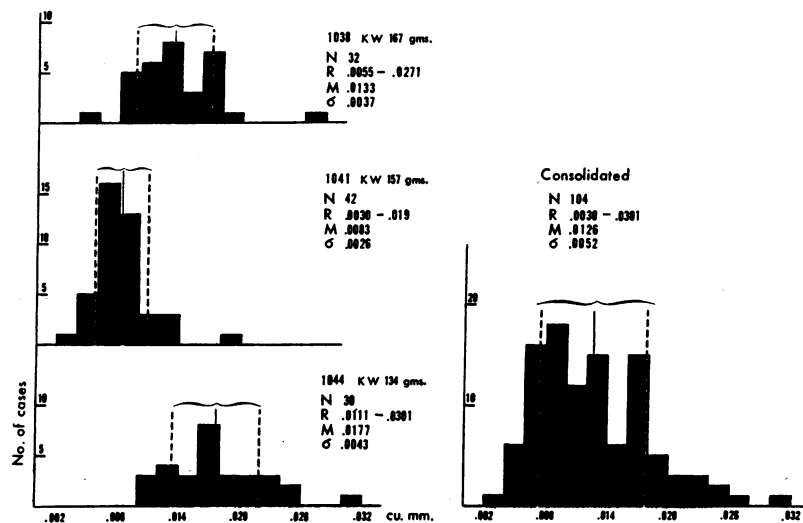 10
5
1038 KW 167 gms.
N 32
R .0055 - .0271
M .0133
σ .0037
15
10
5
1041 KW 157 gms.
N 42
R .0030 - .019
M .0083
σ .0026
10
5
1044 KW 134 gms.
N 30
R .0111 - .0301
M .0177
σ .0043
No. of cases
.002 .008 .014 .020 .026 .032 cu. mm.
Consolidated
N 104
R .0030 - .0301
M .0126
σ .0052
20
10
.002 .008 .014 .020 .026 .032